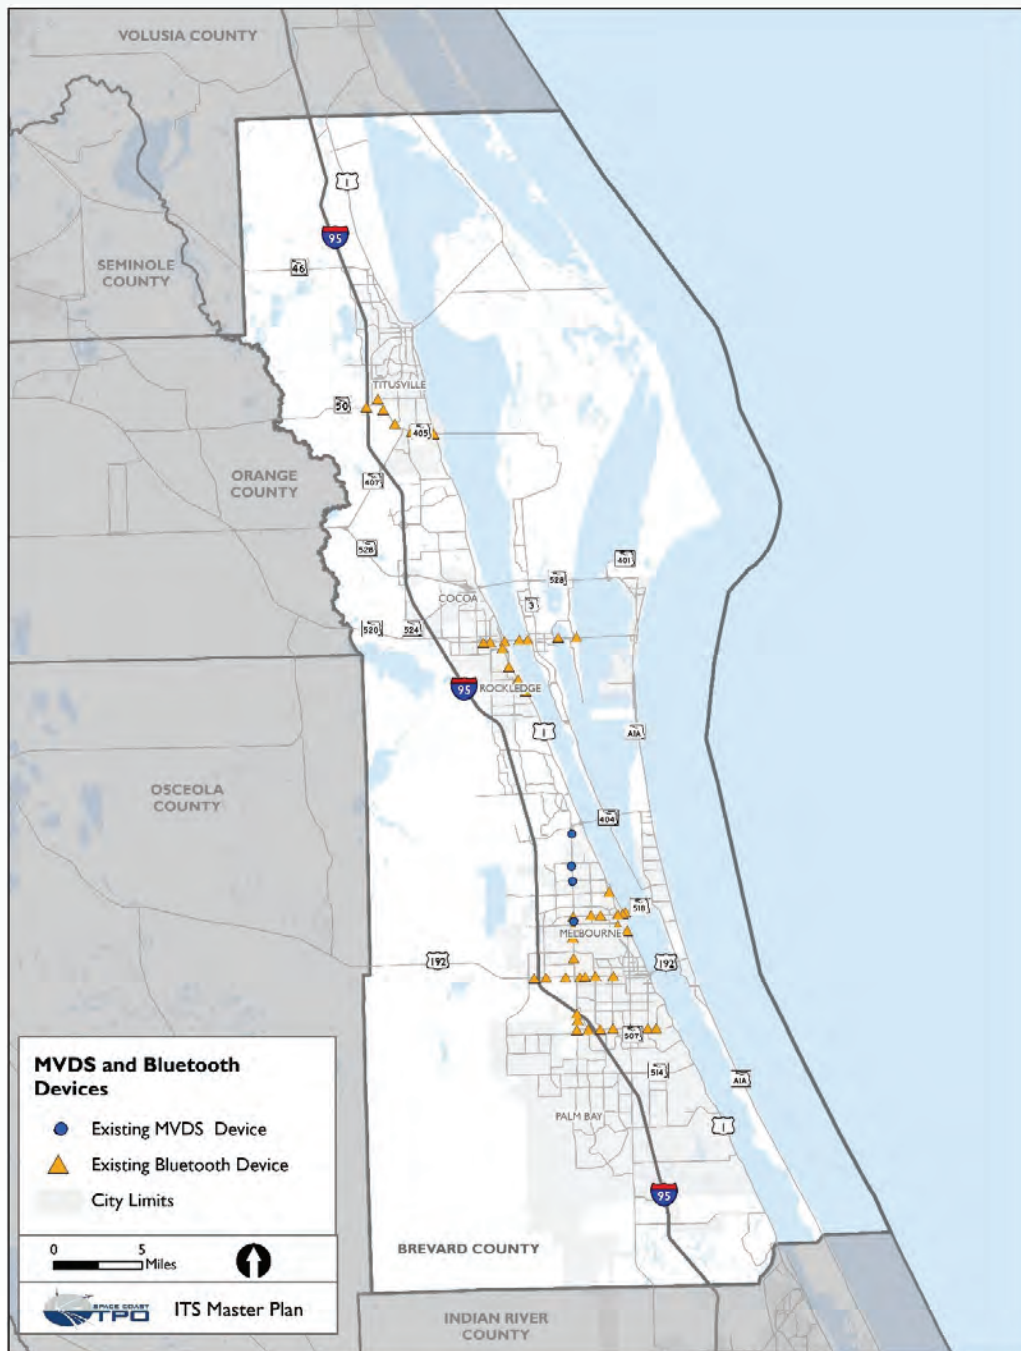 VOLUSIA COUNTY
1
95
46
SEMINOLE
COUNTY
TITUSVILLE
50
405
ORANGE
COUNTY
407
528
401
528
COCOA
3
520
524
95
ROCKLEDGE
1
A1A
OSCEOLA
COUNTY
404
518
MELBOURNE
192
192
507
514
A1A
PALM BAY
1
95
MVDS and Bluetooth
Devices
Existing MVDS Device
Existing Bluetooth Device
City Limits
0 5
Miles
BREVARD COUNTY
SPACE COAST
TPO
ITS Master Plan
INDIAN RIVER
COUNTY